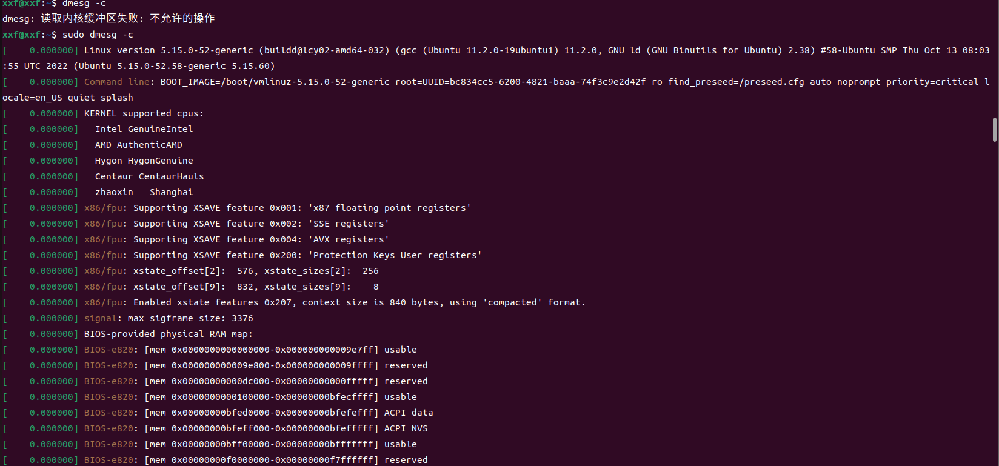 xxf@xxf:~$ dmesg -c
dmesg: 读取内核缓冲区失败: 不允许的操作
xxf@xxf:~$ sudo dmesg -c
[    0.000000] Linux version 5.15.0-52-generic (buildd@lcy02-amd64-032) (gcc (Ubuntu 11.2.0-19ubuntu1) 11.2.0, GNU ld (GNU Binutils for Ubuntu) 2.38) #58-Ubuntu SMP Thu Oct 13 08:03
:55 UTC 2022 (Ubuntu 5.15.0-52.58-generic 5.15.60)
[    0.000000] Command line: BOOT_IMAGE=/boot/vmlinuz-5.15.0-52-generic root=UUID=bc834cc5-6200-4821-baaa-74f3c9e2d42f ro find_preseed=/preseed.cfg auto noprompt priority=critical l
ocale=en_US quiet splash
[    0.000000] KERNEL supported cpus:
[    0.000000]   Intel GenuineIntel
[    0.000000]   AMD AuthenticAMD
[    0.000000]   Hygon HygonGenuine
[    0.000000]   Centaur CentaurHauls
[    0.000000]   zhaoxin   Shanghai
[    0.000000] x86/fpu: Supporting XSAVE feature 0x001: 'x87 floating point registers'
[    0.000000] x86/fpu: Supporting XSAVE feature 0x002: 'SSE registers'
[    0.000000] x86/fpu: Supporting XSAVE feature 0x004: 'AVX registers'
[    0.000000] x86/fpu: Supporting XSAVE feature 0x200: 'Protection Keys User registers'
[    0.000000] x86/fpu: xstate_offset[2]:  576, xstate_sizes[2]:  256
[    0.000000] x86/fpu: xstate_offset[9]:  832, xstate_sizes[9]:    8
[    0.000000] x86/fpu: Enabled xstate features 0x207, context size is 840 bytes, using 'compacted' format.
[    0.000000] signal: max sigframe size: 3376
[    0.000000] BIOS-provided physical RAM map:
[    0.000000] BIOS-e820: [mem 0x0000000000000000-0x000000000009e7ff] usable
[    0.000000] BIOS-e820: [mem 0x000000000009e800-0x000000000009ffff] reserved
[    0.000000] BIOS-e820: [mem 0x00000000000dc000-0x00000000000fffff] reserved
[    0.000000] BIOS-e820: [mem 0x0000000000100000-0x00000000bfecffff] usable
[    0.000000] BIOS-e820: [mem 0x00000000bfed0000-0x00000000bfefefff] ACPI data
[    0.000000] BIOS-e820: [mem 0x00000000bfeff000-0x00000000bfefffff] ACPI NVS
[    0.000000] BIOS-e820: [mem 0x00000000bff00000-0x00000000bfffffff] usable
[    0.000000] BIOS-e820: [mem 0x00000000f0000000-0x00000000f7ffffff] reserved